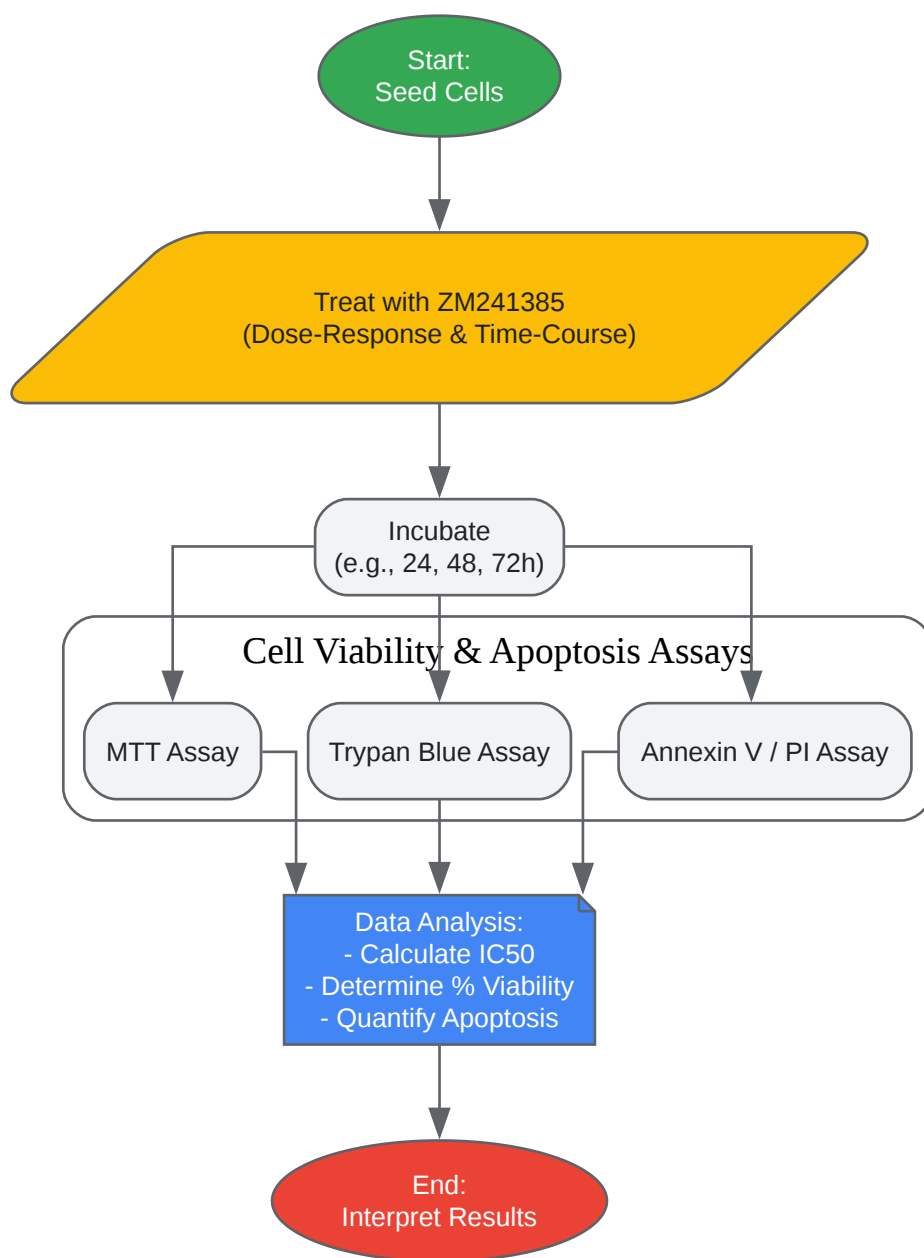 Start:
Seed Cells
Treat with ZM241385
(Dose-Response & Time-Course)
Incubate
(e.g., 24, 48, 72h)
Cell Viability & Apoptosis Assays
MTT Assay
Trypan Blue Assay
Annexin V / PI Assay
Data Analysis:
- Calculate IC50
- Determine % Viability
- Quantify Apoptosis
End:
Interpret Results